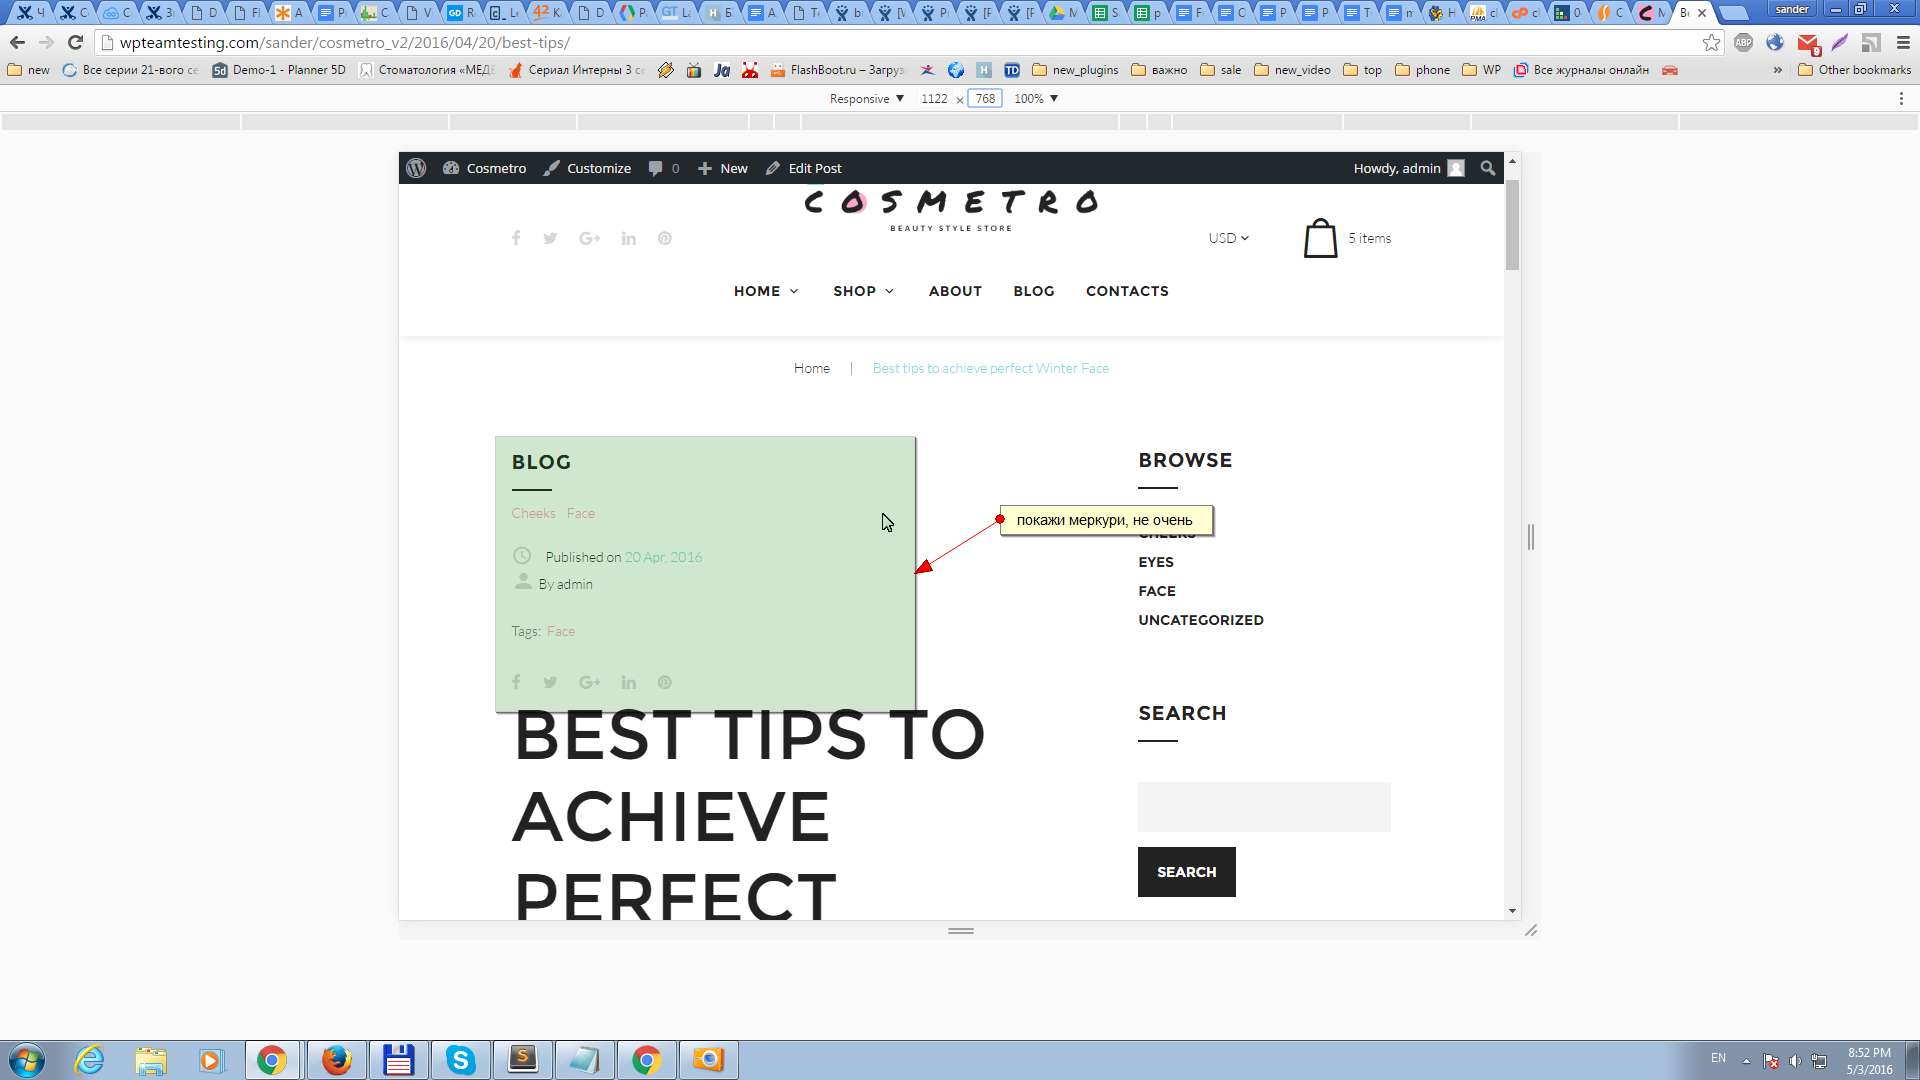 sander
wpteamtesting.com/sander/cosmetro_v2/2016/04/20/best-tips/
new
Все серии 21-вого се
Demo-1 - Planner 5D
Стоматология «МЕД
Сериал Интерны 3 с
FlashBoot.ru – Загруз
new_plugins
важно
sale
new_video
top
phone
WP
Все журналы онлайн
»
Other bookmarks
Responsive
1122 x 768
100%
Cosmetro
Customize
0
New
Edit Post
Howdy, admin
COSMETRO
BEAUTY STYLE STORE
USD
5 items
HOME
SHOP
ABOUT
BLOG
CONTACTS
Home | Best tips to achieve perfect Winter Face
BLOG
Cheeks Face
Published on 20 Apr, 2016
By admin
Tags: Face
BEST TIPS TO
ACHIEVE
PERFECT
покажи меркури, не очень
BROWSE
CHEEKS
EYES
FACE
UNCATEGORIZED
SEARCH
SEARCH
EN
8:52 PM
5/3/2016